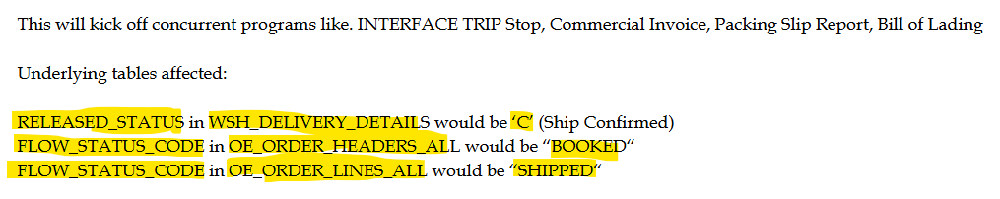 This will kick off concurrent programs like. INTERFACE TRIP Stop, Commercial Invoice, Packing Slip Report, Bill of Lading
Underlying tables affected:
RELEASED_STATUS in WSH_DELIVERY_DETAILS would be ‘C’ (Ship Confirmed)
FLOW_STATUS_CODE in OE_ORDER_HEADERS_ALL would be “BOOKED“
FLOW_STATUS_CODE in OE_ORDER_LINES_ALL would be “SHIPPED“